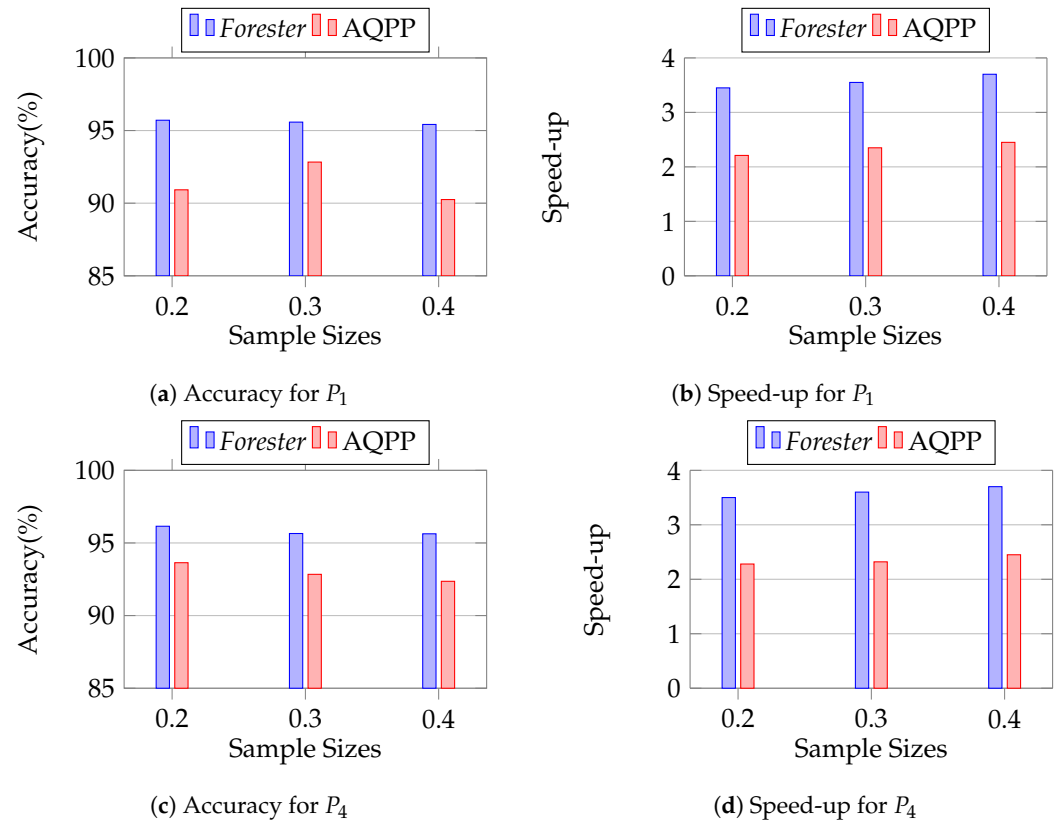 Forester AQPP
100
95
90
85
Accuracy(%)
0.2 0.3 0.4
Sample Sizes
(a) Accuracy for P1
Forester AQPP
4
3
2
1
0
Speed-up
0.2 0.3 0.4
Sample Sizes
(b) Speed-up for P1
Forester AQPP
100
95
90
85
Accuracy(%)
0.2 0.3 0.4
Sample Sizes
(c) Accuracy for P4
Forester AQPP
4
3
2
1
0
Speed-up
0.2 0.3 0.4
Sample Sizes
(d) Speed-up for P4